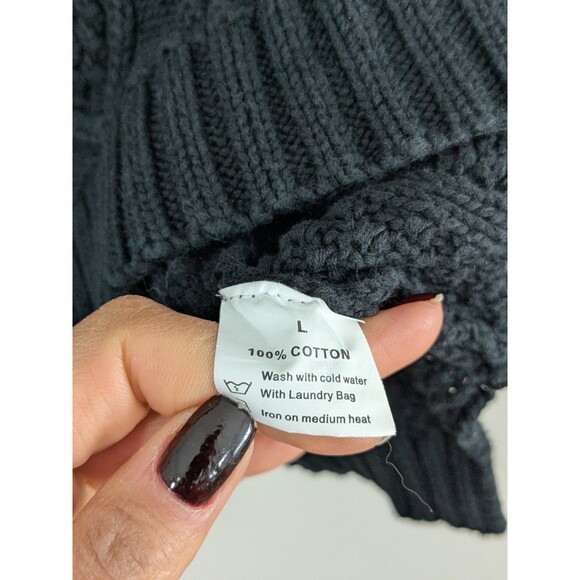 L
100% COTTON
Wash with cold water
With Laundry Bag
Iron on medium heat